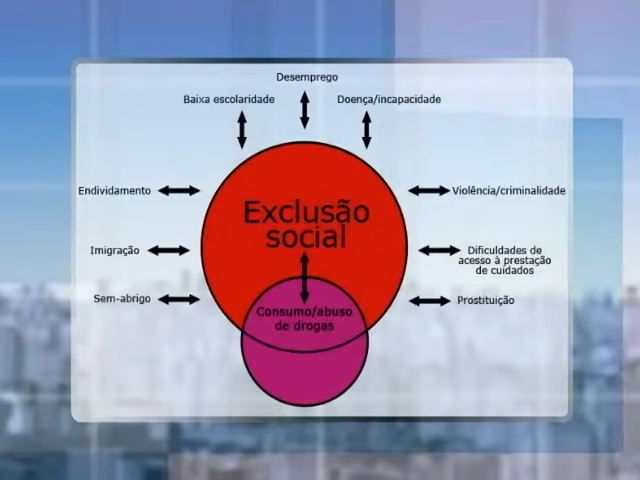 Desemprego
Baixa escolaridade
Doença/incapacidade
Endividamento
Violência/criminalidade
Exclusão
social
Imigração
Dificuldades de
acesso à prestação
de cuidados
Sem-abrigo
Prostituição
Consumo/abuso
de drogas